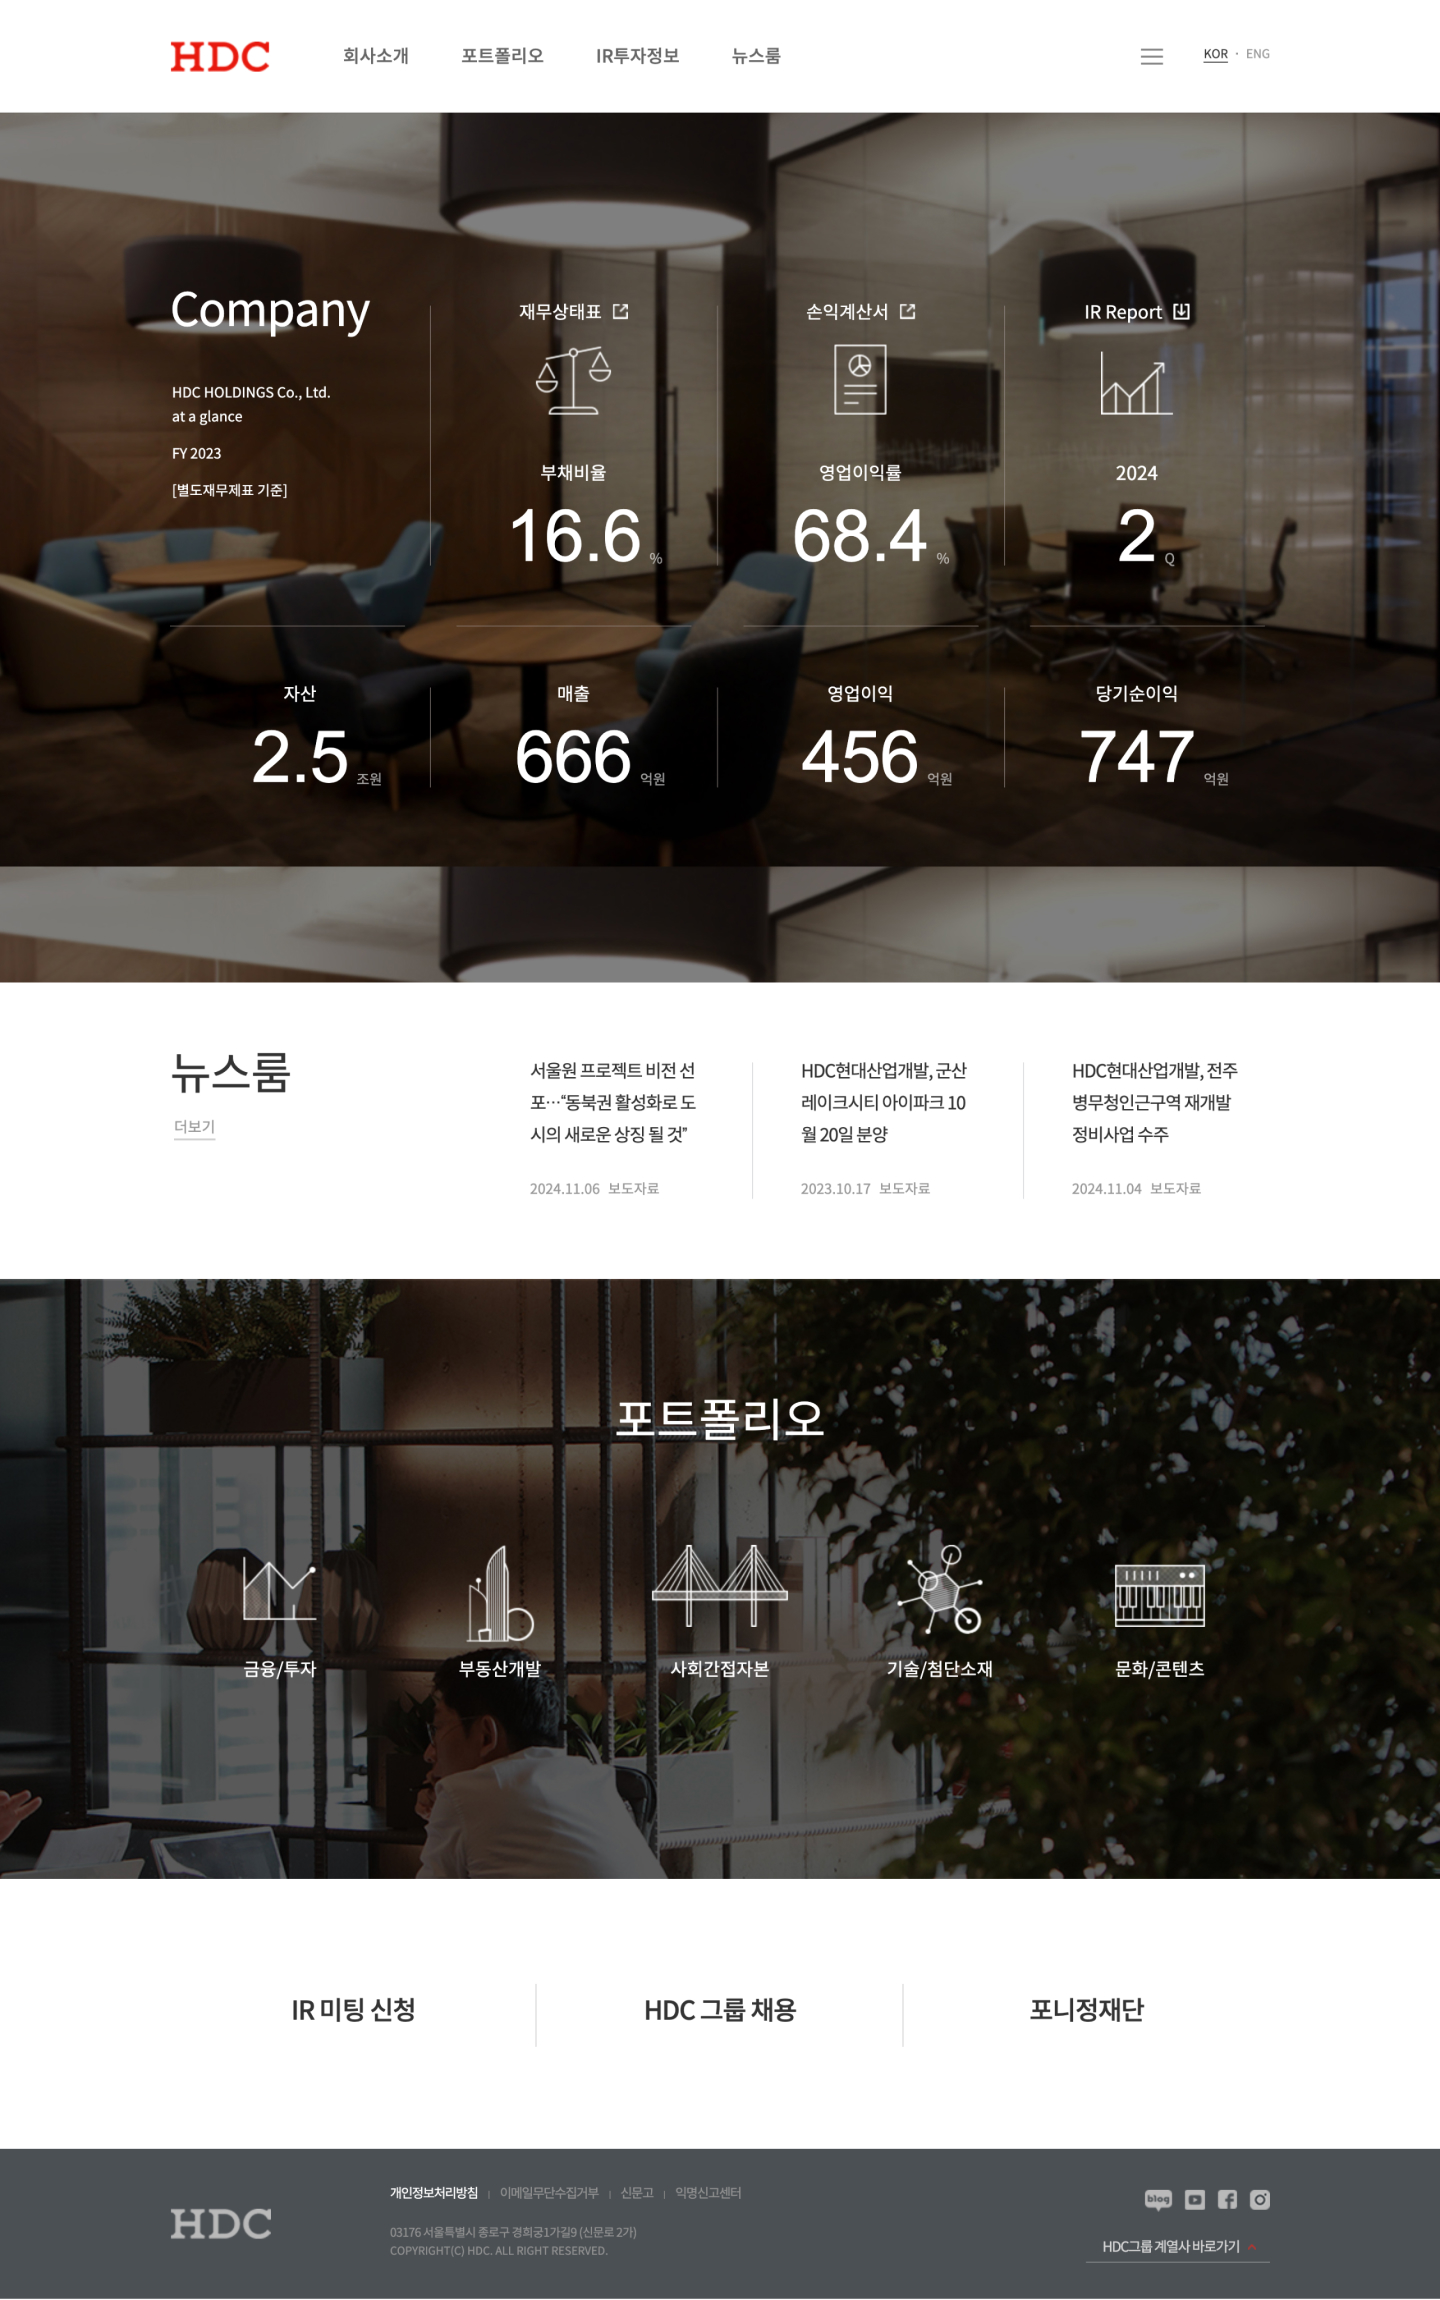 HDC
회사소개
포트폴리오
IR투자정보
뉴스룸
KOR · ENG
Company
HDC HOLDINGS Co., Ltd.
at a glance
FY 2023
[별도재무제표 기준]
재무상태표
부채비율
16.6 %
손익계산서
영업이익률
68.4 %
IR Report
2024
2 Q
자산
2.5 조원
매출
666 억원
영업이익
456 억원
당기순이익
747 억원
뉴스룸
더보기
서울원 프로젝트 비전 선
포…“동북권 활성화로 도
시의 새로운 상징 될 것”
2024.11.06 보도자료
HDC현대산업개발, 군산
레이크시티 아이파크 10
월 20일 분양
2023.10.17 보도자료
HDC현대산업개발, 전주
병무청인근구역 재개발
정비사업 수주
2024.11.04 보도자료
포트폴리오
금융/투자
부동산개발
사회간접자본
기술/첨단소재
문화/콘텐츠
IR 미팅 신청
HDC 그룹 채용
포니정재단
HDC
개인정보처리방침
이메일무단수집거부
신문고
익명신고센터
03176 서울특별시 종로구 경희궁1가길9 (신문로 2가)
COPYRIGHT(C) HDC. ALL RIGHT RESERVED.
blog
HDC그룹 계열사 바로가기